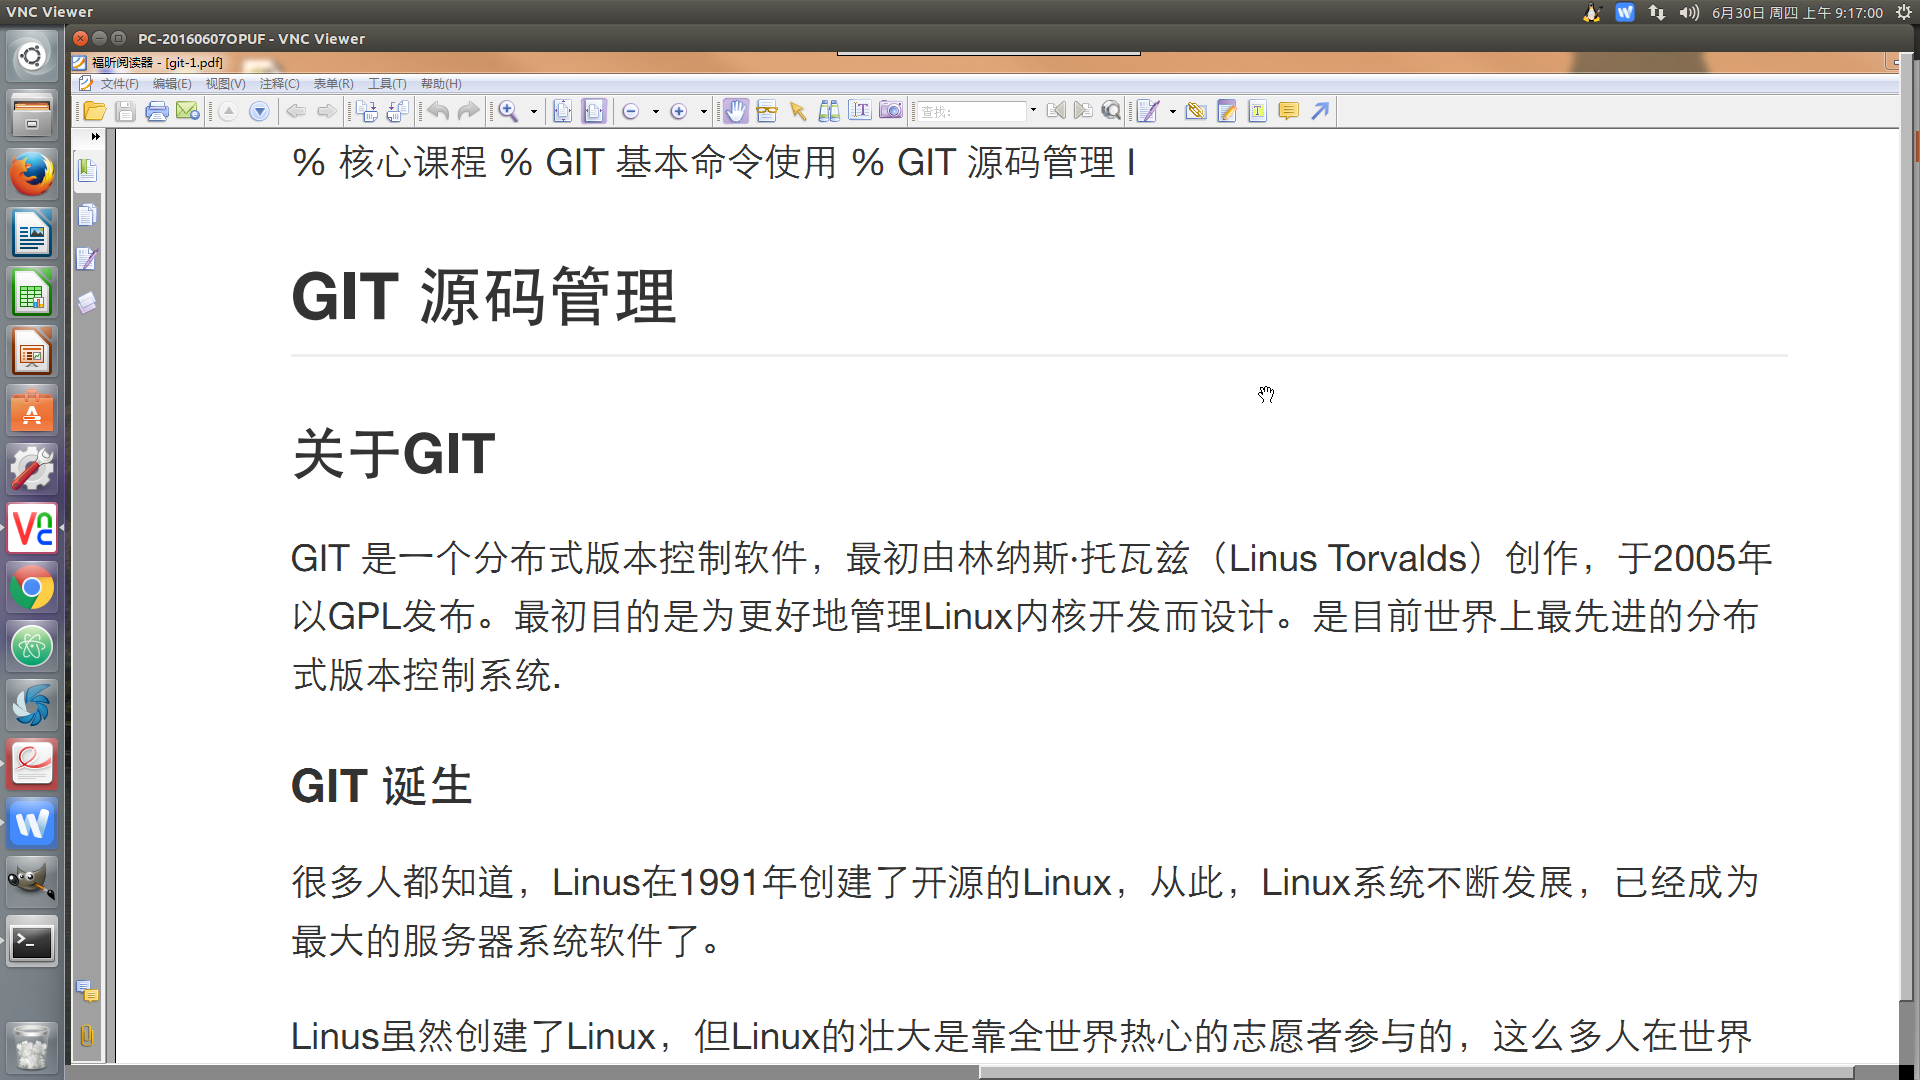 VNC Viewer
6月30日 周四 上午 9:17:00
PC-20160607OPUF - VNC Viewer
福昕阅读器 - [git-1.pdf]
文件(F) 编辑(E) 视图(V) 注释(C) 表单(R) 工具(T) 帮助(H)
查找:
% 核心课程 % GIT 基本命令使用 % GIT 源码管理 I
GIT 源码管理
关于GIT
GIT 是一个分布式版本控制软件，最初由林纳斯·托瓦兹（Linus Torvalds）创作，于2005年
以GPL发布。最初目的是为更好地管理Linux内核开发而设计。是目前世界上最先进的分布
式版本控制系统.
GIT 诞生
很多人都知道，Linus在1991年创建了开源的Linux，从此，Linux系统不断发展，已经成为
最大的服务器系统软件了。
Linus虽然创建了Linux，但Linux的壮大是靠全世界热心的志愿者参与的，这么多人在世界